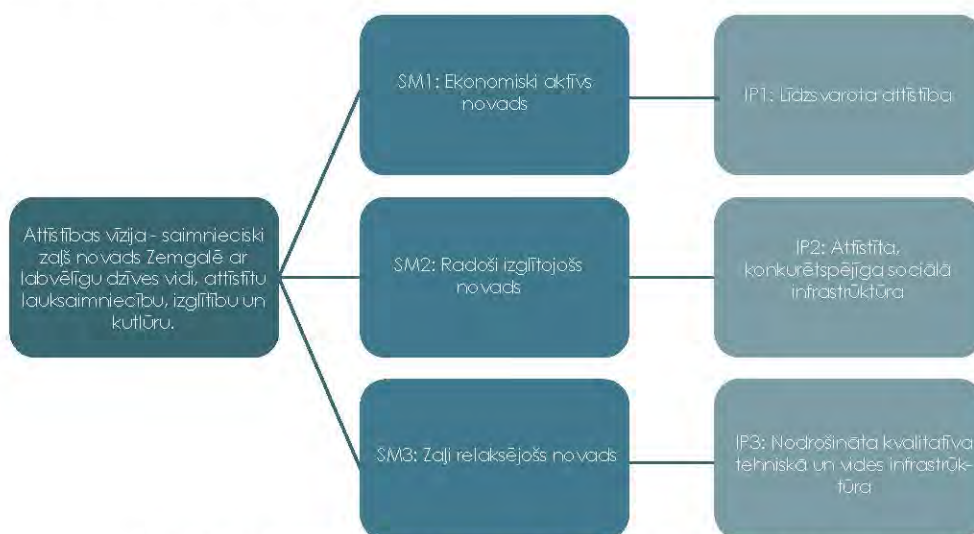 Attīstības vīzija - saimnieciski
zaļš novads Zemgalē ar
labvēlīgu dzīves vidi, attīstītu
lauksaimniecību, izglītību un
kutlūru.
SM1: Ekonomiski aktīvs
novads
IP1: Līdzsvarota attīstība
SM2: Radoši izglītojošs
novads
IP2: Attīstīta,
konkurētspējīga sociālā
infrastrūktūra
SM3: Zaļi relaksējošs novads
IP3: Nodrošināta kvalitatīva
tehniskā un vides infrastrūk-
tūra